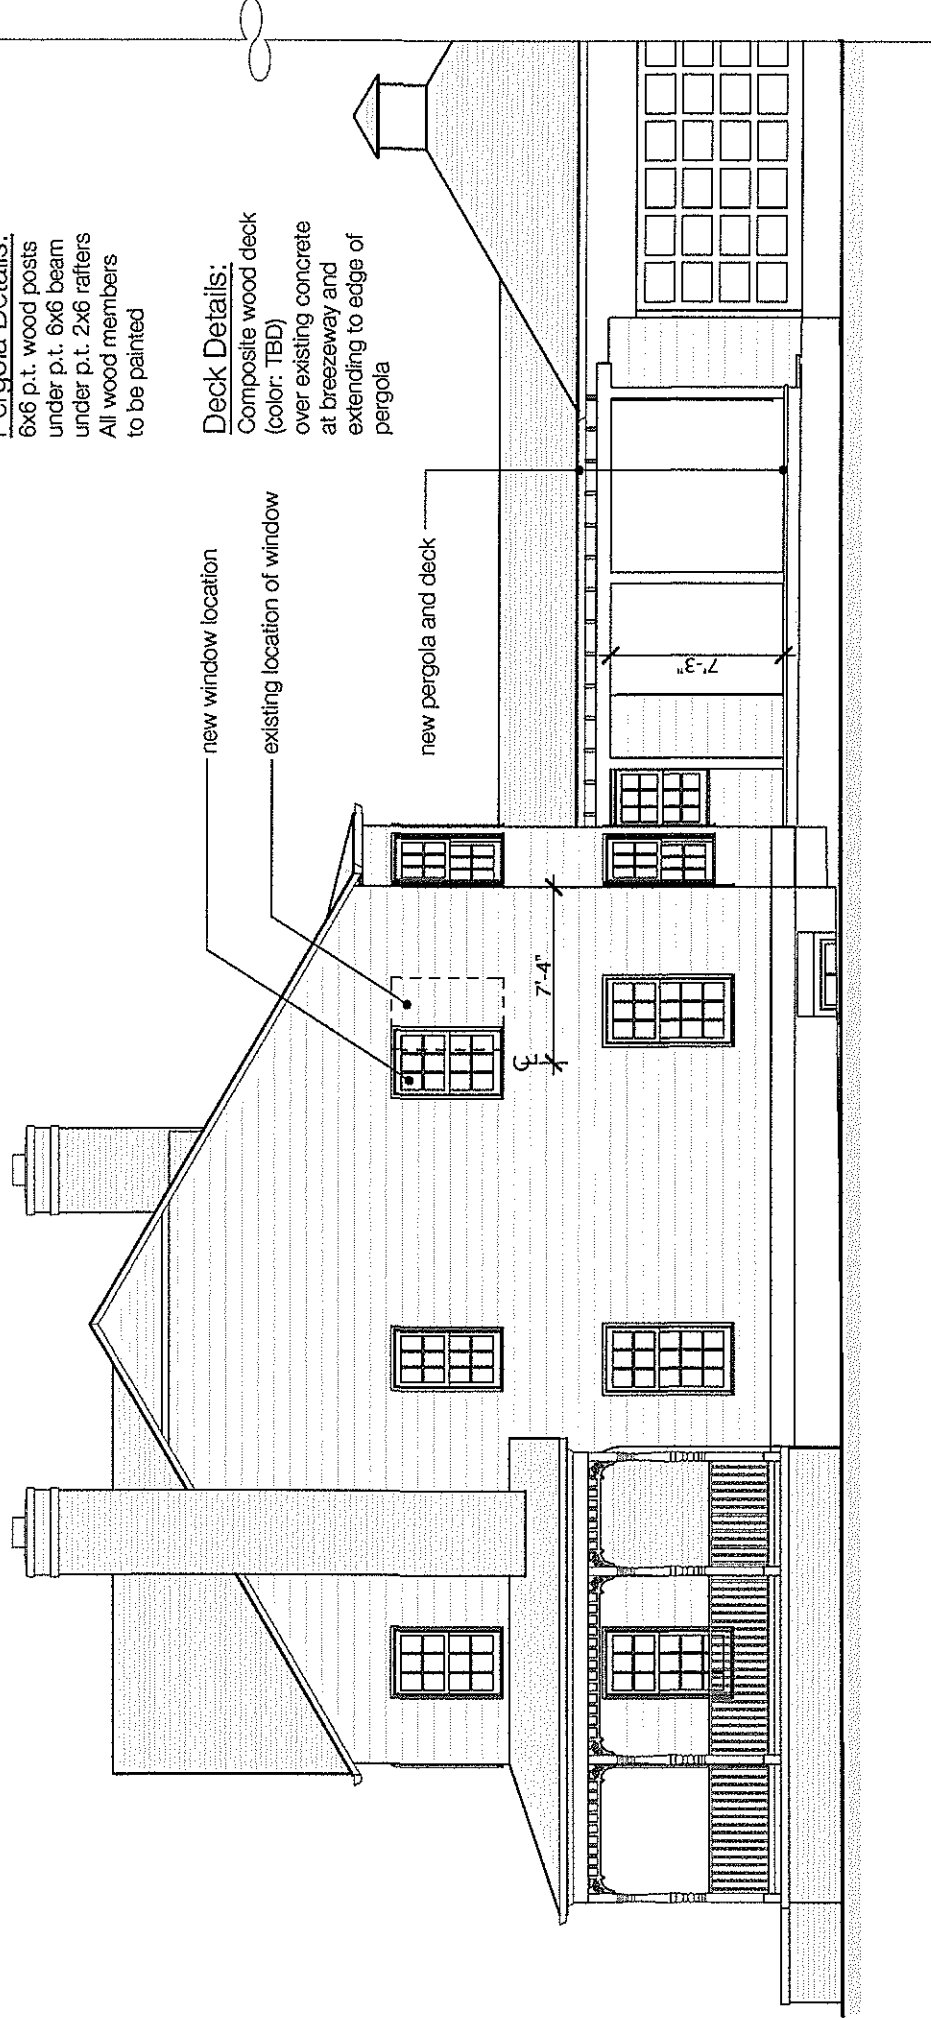 Pergola Details:
6x6 p.t. wood posts
under p.t. 6x6 beam
under p.t. 2x6 rafters
All wood members
to be painted
Deck Details:
Composite wood deck
(color: TBD)
over existing concrete
at breezeway and
extending to edge of
pergola
new window location
existing location of window
new pergola and deck
7'-4"
7'-3"